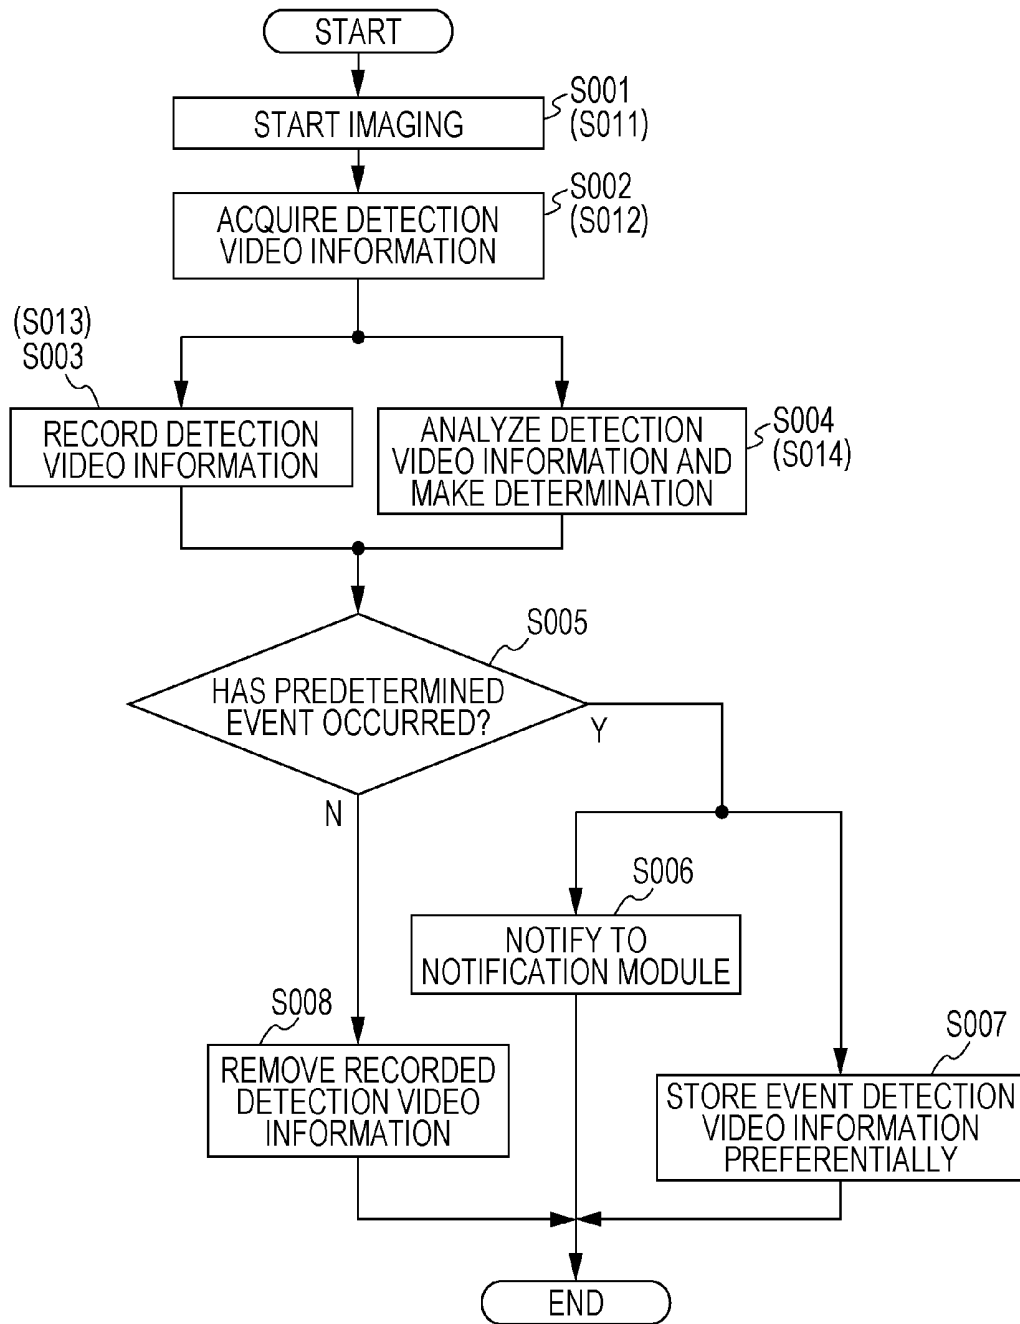 START
START IMAGING
S001
(S011)
ACQUIRE DETECTION
VIDEO INFORMATION
S002
(S012)
(S013)
S003
RECORD DETECTION
VIDEO INFORMATION
ANALYZE DETECTION
VIDEO INFORMATION AND
MAKE DETERMINATION
S004
(S014)
S005
HAS PREDETERMINED
EVENT OCCURRED?
Y
N
S006
NOTIFY TO
NOTIFICATION MODULE
S008
REMOVE RECORDED
DETECTION VIDEO
INFORMATION
S007
STORE EVENT DETECTION
VIDEO INFORMATION
PREFERENTIALLY
END